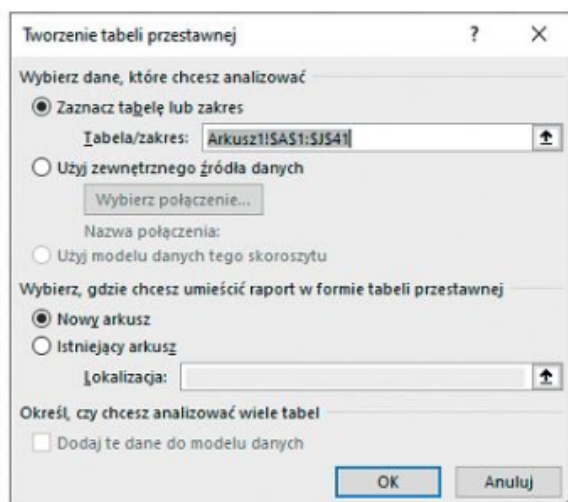 Tworzenie tabeli przestawnej ? ×
Wybierz dane, które chcesz analizować
Zaznacz tabelę lub zakres
Tabela/zakres: Arkusz1!$A$1:$J$41
Użyj zewnętrznego źródła danych
Wybierz połączenie...
Nazwa połączenia:
Użyj modelu danych tego skoroszytu
Wybierz, gdzie chcesz umieścić raport w formie tabeli przestawnej
Nowy arkusz
Istniejący arkusz
Lokalizacja:
Określ, czy chcesz analizować wiele tabel
Dodaj te dane do modelu danych
OK Anuluj